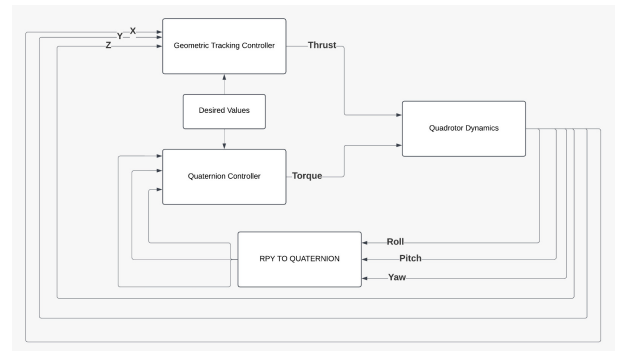 X
Y
Z
Geometric Tracking Controller
Thrust
Desired Values
Quadrotor Dynamics
Quaternion Controller
Torque
Roll
RPY TO QUATERNION
Pitch
Yaw